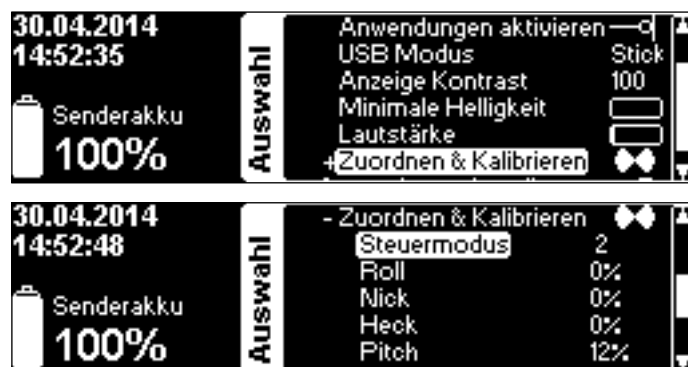 30.04.2014
14:52:35
Senderakku
100%
Auswahl
Anwendungen aktivieren
USB Modus Stick
Anzeige Kontrast 100
Minimale Helligkeit
Lautstärke
+Zuordnen & Kalibrieren
30.04.2014
14:52:48
Senderakku
100%
Auswahl
- Zuordnen & Kalibrieren
Steuermodus 2
Roll 0%
Nick 0%
Heck 0%
Pitch 12%